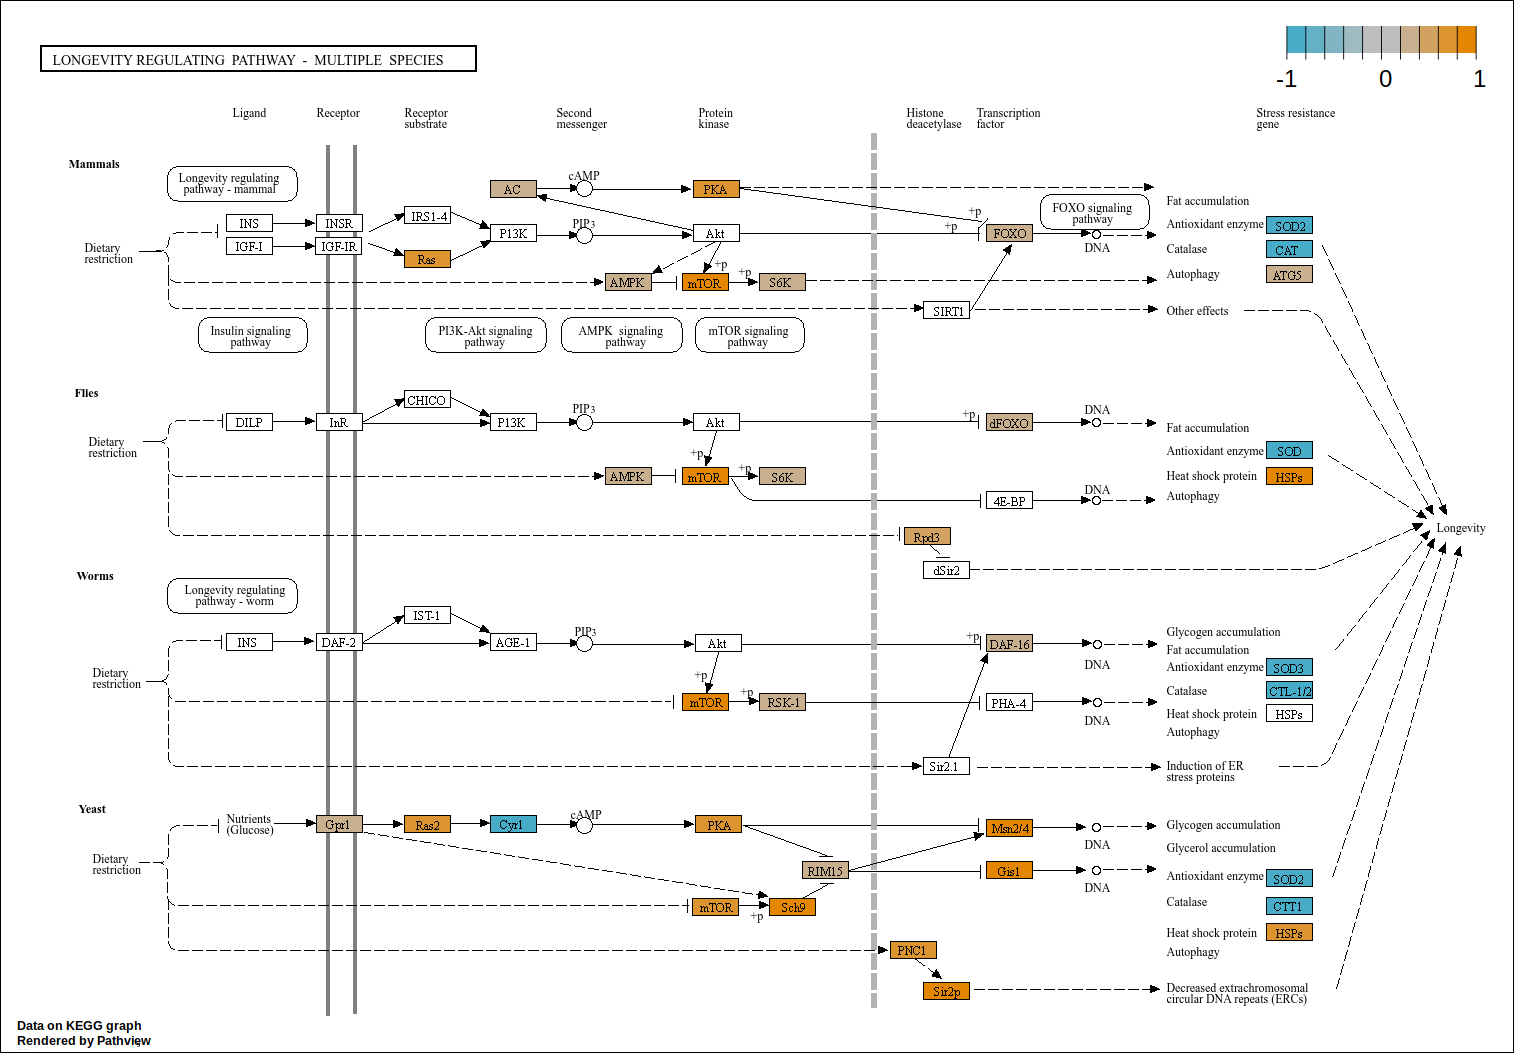 LONGEVITY REGULATING PATHWAY - MULTIPLE SPECIES
-1 0 1
Ligand Receptor Receptor substrate Second messenger Protein kinase Histone deacetylase Transcription factor Stress resistance gene
Mammals
Longevity regulating
pathway - mammal
AC
cAMP
PKA
FOXO signaling
pathway
Fat accumulation
INS
INSR
IRS1-4
P13K
PIP3
Akt
+p
+p
FOXO
DNA
Antioxidant enzyme SOD2
IGF-I
IGF-IR
Ras
Catalase CAT
Dietary
restriction
AMPK
mTOR
+p
+p
S6K
Autophagy ATG5
SIRT1
Other effects
Insulin signaling
pathway
PI3K-Akt signaling
pathway
AMPK signaling
pathway
mTOR signaling
pathway
Flies
DILP
InR
CHICO
P13K
PIP3
Akt
+p
dFOXO
DNA
Fat accumulation
Dietary
restriction
Antioxidant enzyme SOD
AMPK
+p
mTOR
+p
S6K
Heat shock protein HSPs
4E-BP
DNA
Autophagy
Longevity
Rpd3
dSir2
Worms
Longevity regulating
pathway - worm
INS
DAF-2
IST-1
AGE-1
PIP3
Akt
+p
DAF-16
DNA
Glycogen accumulation
Fat accumulation
Antioxidant enzyme SOD3
Dietary
restriction
+p
mTOR
+p
RSK-1
PHA-4
DNA
Catalase CTL-1/2
Heat shock protein HSPs
Autophagy
Sir2.1
Induction of ER
stress proteins
Yeast
Nutrients
(Glucose)
Gpr1
Ras2
Cyr1
cAMP
PKA
Msn2/4
DNA
Glycogen accumulation
Glycerol accumulation
Dietary
restriction
RIM15
Gis1
DNA
Antioxidant enzyme SOD2
mTOR
+p
Sch9
Catalase CTT1
Heat shock protein HSPs
PNC1
Autophagy
Sir2p
Decreased extrachromosomal
circular DNA repeats (ERCs)
Data on KEGG graph
Rendered by Pathview